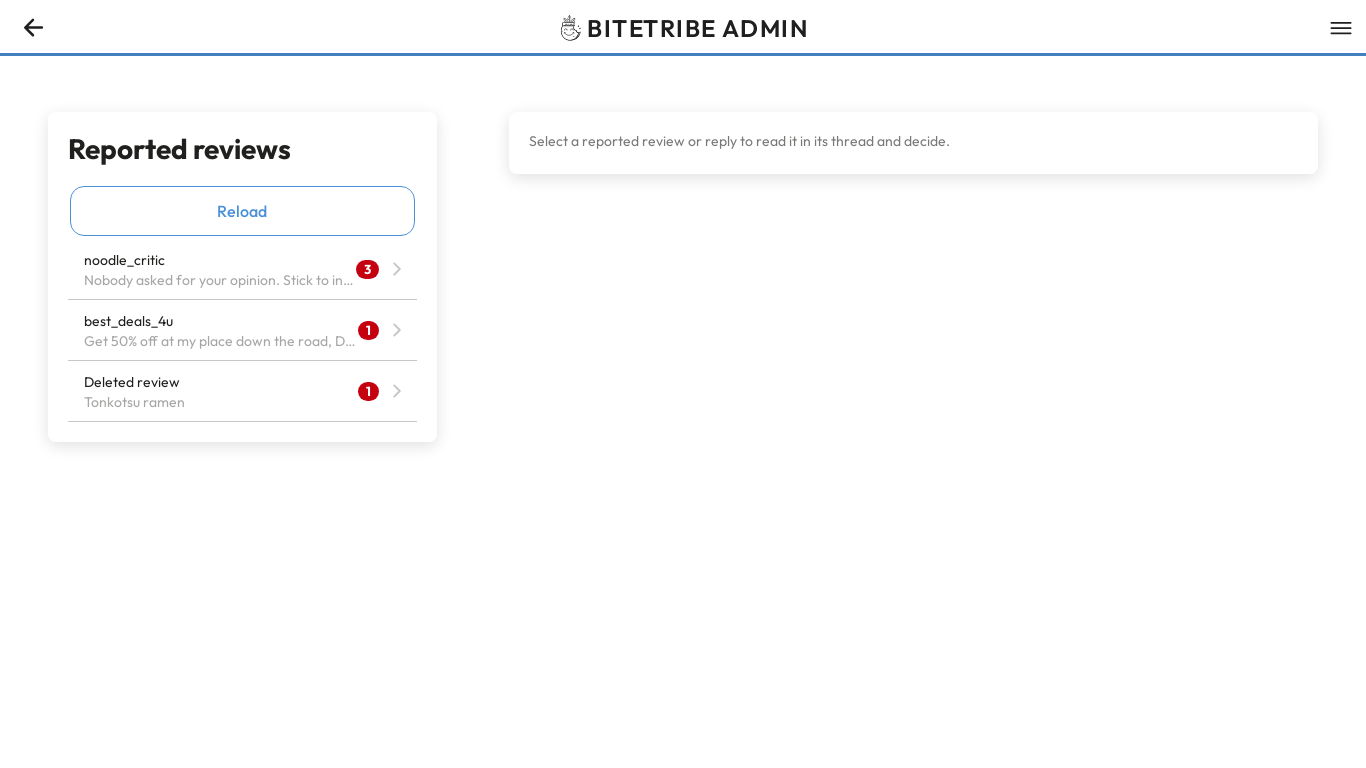 BITETRIBE ADMIN
Reported reviews
Reload
noodle_critic
Nobody asked for your opinion. Stick to in...
3
best_deals_4u
Get 50% off at my place down the road, D...
1
Deleted review
Tonkotsu ramen
1
Select a reported review or reply to read it in its thread and decide.